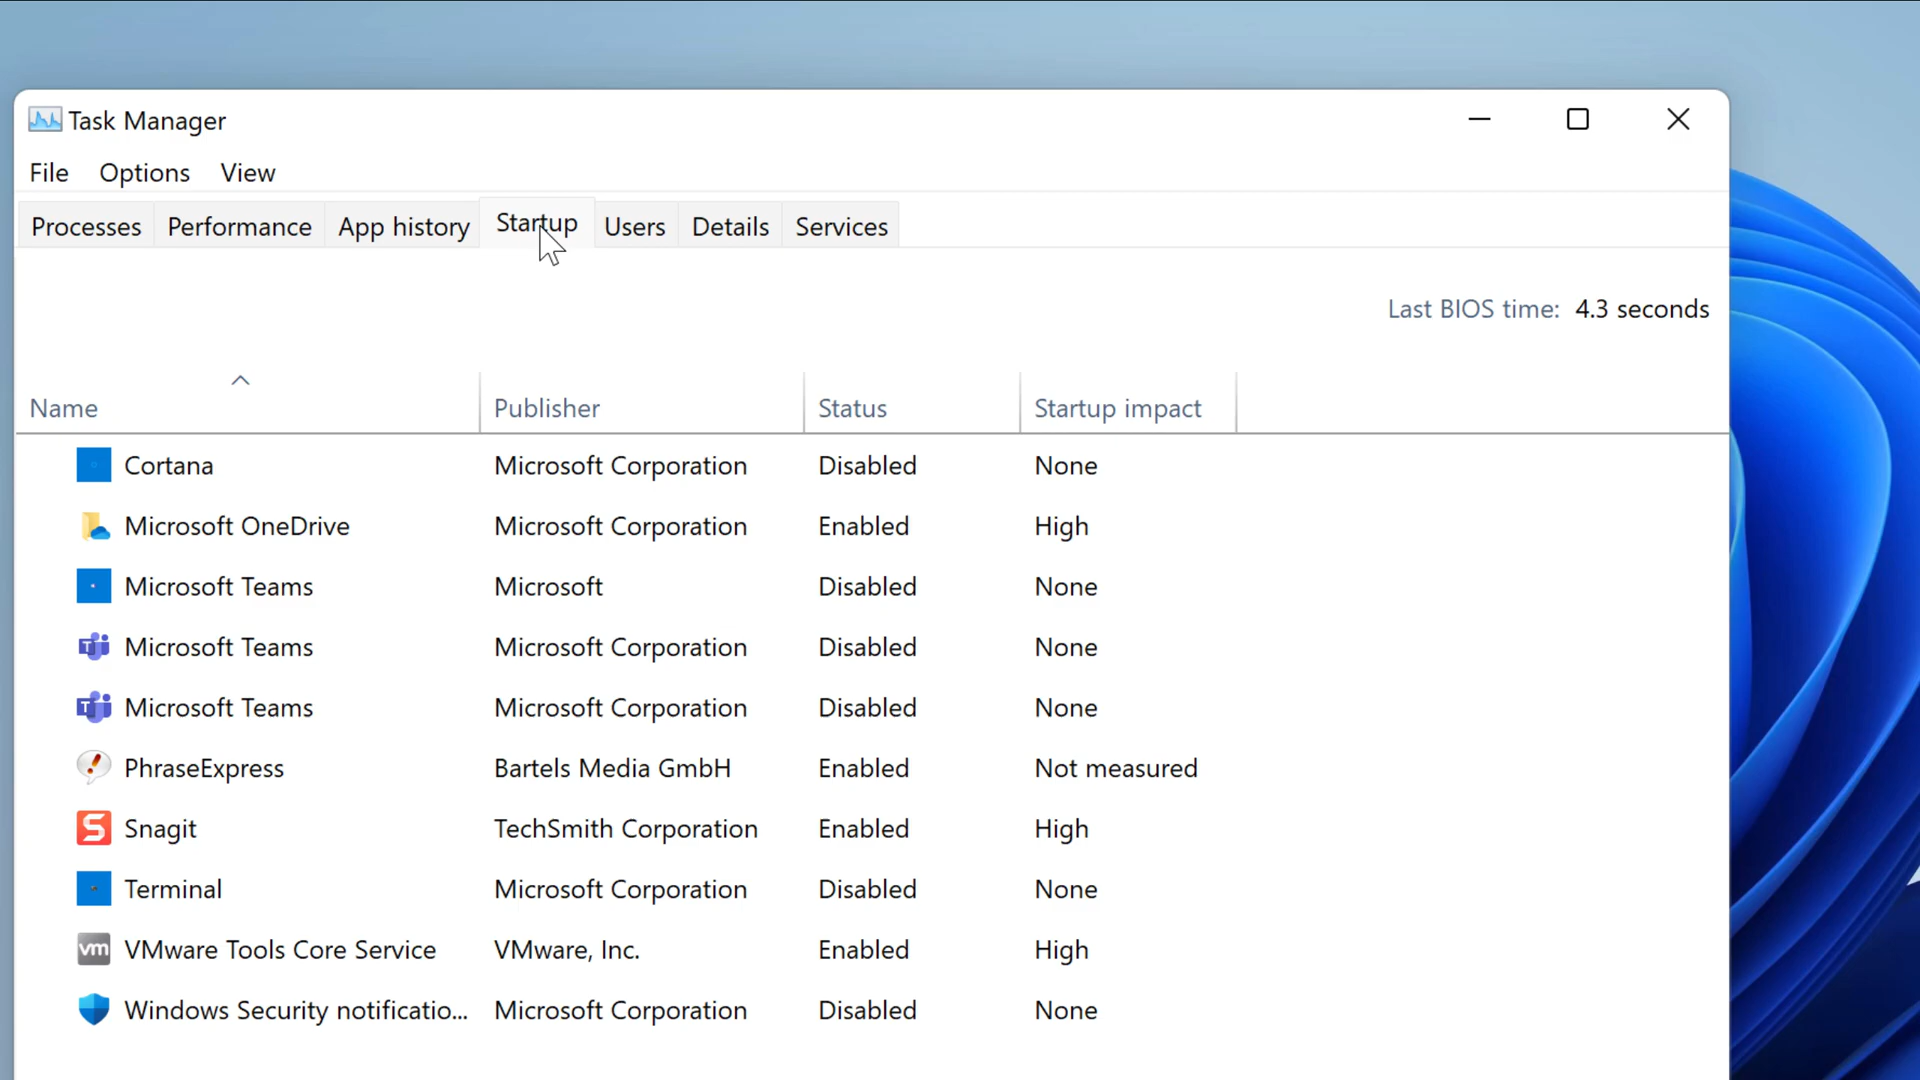 Task Manager
File Options View
Processes Performance App history Startup Users Details Services
Last BIOS time: 4.3 seconds
Name Publisher Status Startup impact
Cortana Microsoft Corporation Disabled None
Microsoft OneDrive Microsoft Corporation Enabled High
Microsoft Teams Microsoft Disabled None
Microsoft Teams Microsoft Corporation Disabled None
Microsoft Teams Microsoft Corporation Disabled None
PhraseExpress Bartels Media GmbH Enabled Not measured
Snagit TechSmith Corporation Enabled High
Terminal Microsoft Corporation Disabled None
vm VMware Tools Core Service VMware, Inc. Enabled High
Windows Security notificatio... Microsoft Corporation Disabled None